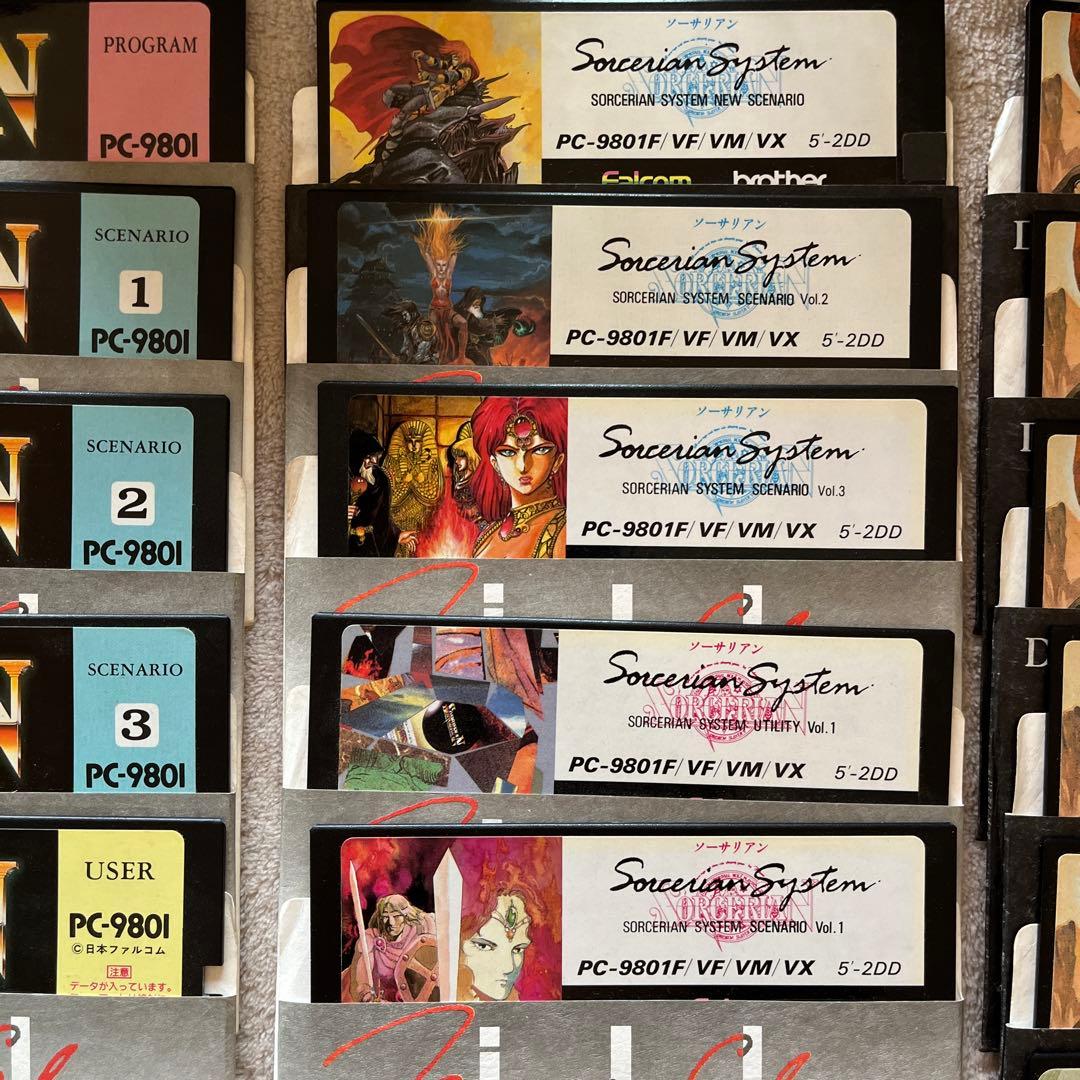 N
PROGRAM
PC-9801
N
SCENARIO
1
PC-9801
SCENARIO
2
PC-9801
SCENARIO
3
PC-9801
USER
PC-9801
©日本ファルコム
注意
データが入っています。
ソーサリアン
Sorcerian System
SORCERIAN
SORCERIAN SYSTEM NEW SCENARIO
PC-9801F/VF/VM/VX 5'-2DD
Falcom brother
ソーサリアン
Sorcerian System
SORCERIAN
SORCERIAN SYSTEM SCENARIO Vol.2
PC-9801F/VF/VM/VX 5'-2DD
ソーサリアン
Sorcerian System
SORCERIAN
SORCERIAN SYSTEM SCENARIO Vol.3
PC-9801F/VF/VM/VX 5'-2DD
ソーサリアン
Sorcerian System
SORCERIAN
SORCERIAN SYSTEM UTILITY Vol.1
PC-9801F/VF/VM/VX 5'-2DD
ソーサリアン
Sorcerian System
SORCERIAN
SORCERIAN SYSTEM SCENARIO Vol.1
PC-9801F/VF/VM/VX 5'-2DD